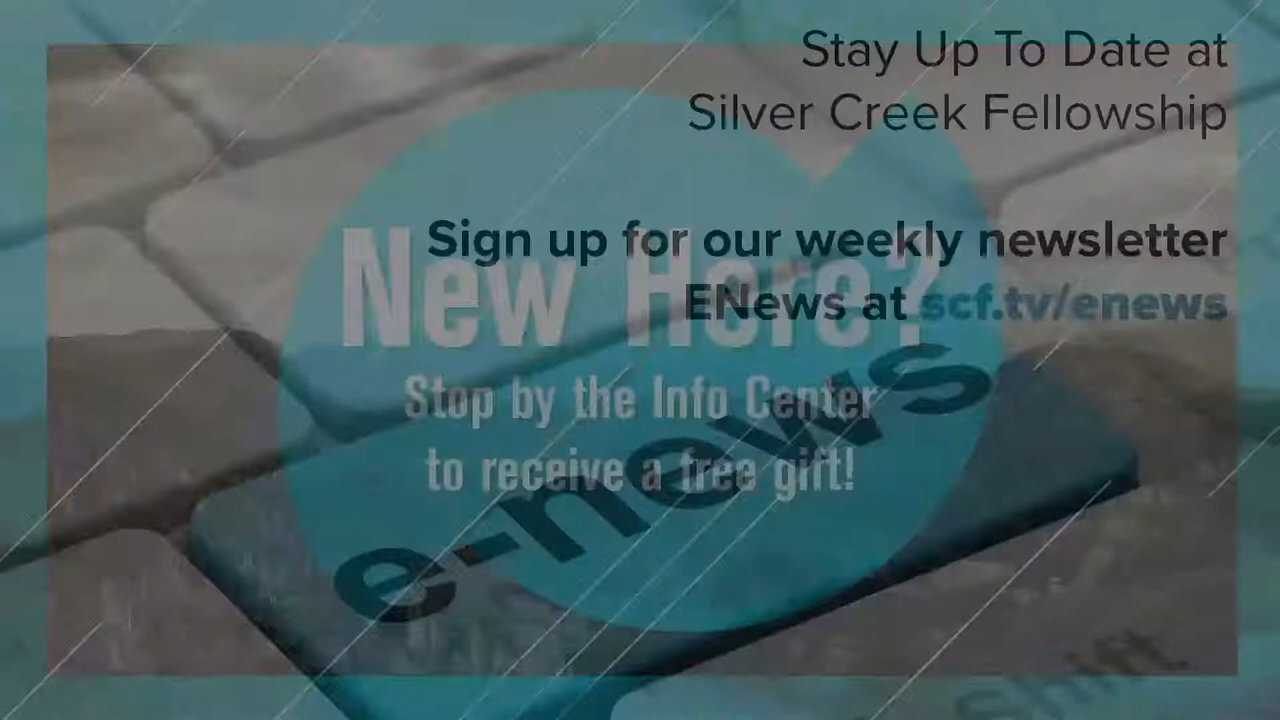 Stay Up To Date at
Silver Creek Fellowship
Sign up for our weekly newsletter
ENews at scf.tv/enews
New Here?
Stop by the Info Center
to receive a free gift!
e-news
Shift